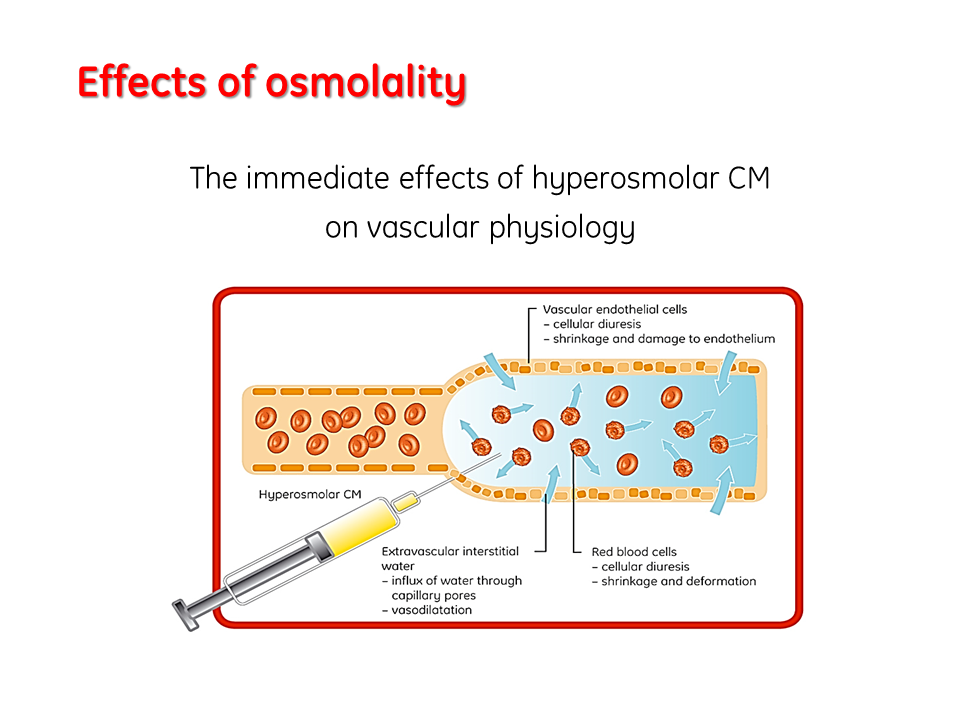 Effects of osmolality
The immediate effects of hyperosmolar CM
on vascular physiology
Vascular endothelial cells
– cellular diuresis
– shrinkage and damage to endothelium
Hyperosmolar CM
Extravascular interstitial
water
– influx of water through
capillary pores
– vasodilatation
Red blood cells
– cellular diuresis
– shrinkage and deformation